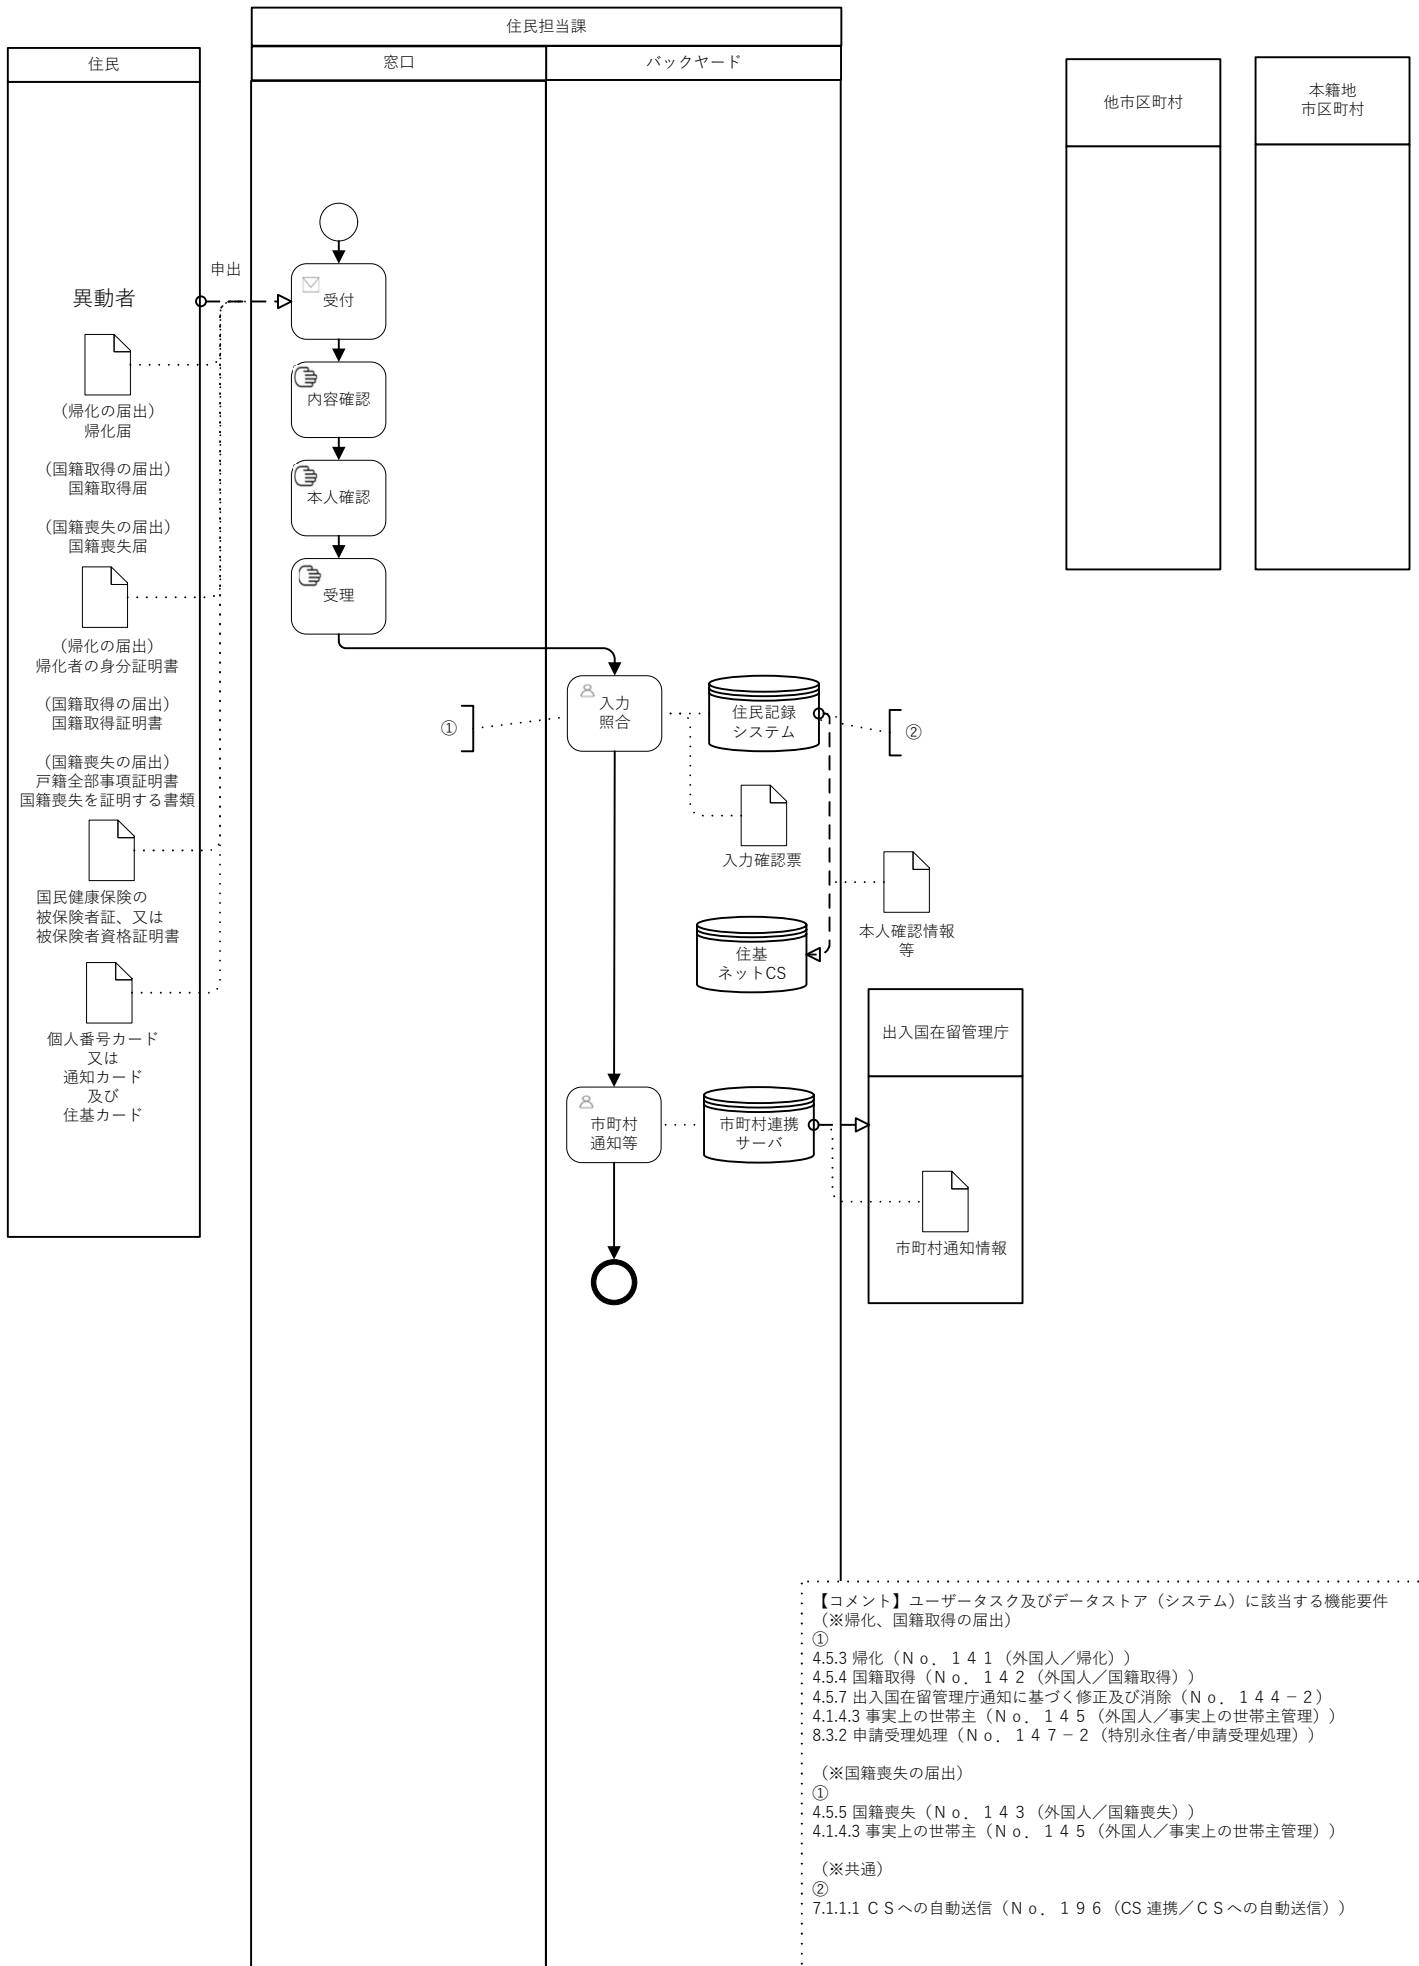 住民担当課
住民
窓口
バックヤード
他市区町村
本籍地
市区町村
申出
異動者
受付
（帰化の届出）
帰化届
（国籍取得の届出）
国籍取得届
（国籍喪失の届出）
国籍喪失届
内容確認
本人確認
受理
（帰化の届出）
帰化者の身分証明書
（国籍取得の届出）
国籍取得証明書
（国籍喪失の届出）
戸籍全部事項証明書
国籍喪失を証明する書類
国民健康保険の
被保険者証、又は
被保険者資格証明書
個人番号カード
又は
通知カード
及び
住基カード
①
入力
照合
住民記録
システム
②
入力確認票
本人確認情報
等
住基
ネットCS
出入国在留管理庁
市町村
通知等
市町村連携
サーバ
市町村通知情報
【コメント】ユーザータスク及びデータストア（システム）に該当する機能要件
（※帰化、国籍取得の届出）
①
4.5.3 帰化（Ｎｏ．１４１（外国人／帰化））
4.5.4 国籍取得（Ｎｏ．１４２（外国人／国籍取得））
4.5.7 出入国在留管理庁通知に基づく修正及び消除（Ｎｏ．１４４－２）
4.1.4.3 事実上の世帯主（Ｎｏ．１４５（外国人／事実上の世帯主管理））
8.3.2 申請受理処理（Ｎｏ．１４７－２（特別永住者/申請受理処理））
（※国籍喪失の届出）
①
4.5.5 国籍喪失（Ｎｏ．１４３（外国人／国籍喪失））
4.1.4.3 事実上の世帯主（Ｎｏ．１４５（外国人／事実上の世帯主管理））
（※共通）
②
7.1.1.1 ＣＳへの自動送信（Ｎｏ．１９６（CS 連携／ＣＳへの自動送信））